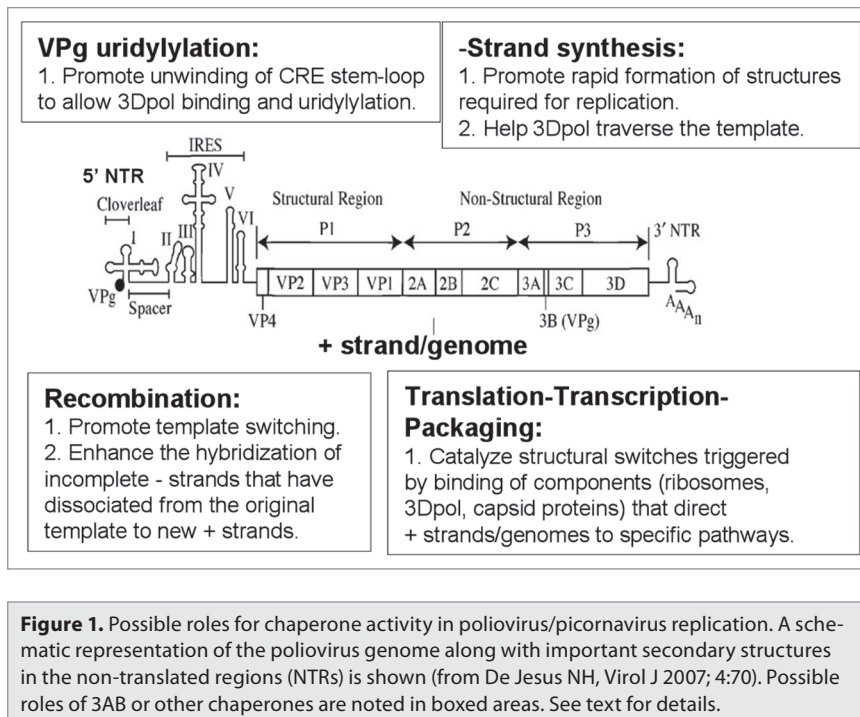 VPg uridylylation:
1. Promote unwinding of CRE stem-loop
to allow 3Dpol binding and uridylylation.
-Strand synthesis:
1. Promote rapid formation of structures
required for replication.
2. Help 3Dpol traverse the template.
IRES
5' NTR
Cloverleaf
I
II
III
IV
V
VI
VPg
Spacer
Structural Region
Non-Structural Region
P1
P2
P3
3' NTR
VP2
VP3
VP1
2A
2B
2C
3A
3C
3D
VP4
3B (VPg)
AAAn
+ strand/genome
Recombination:
1. Promote template switching.
2. Enhance the hybridization of
incomplete - strands that have
dissociated from the original
template to new + strands.
Translation-Transcription-
Packaging:
1. Catalyze structural switches triggered
by binding of components (ribosomes,
3Dpol, capsid proteins) that direct
+ strands/genomes to specific pathways.
Figure 1. Possible roles for chaperone activity in poliovirus/picornavirus replication. A sche-
matic representation of the poliovirus genome along with important secondary structures
in the non-translated regions (NTRs) is shown (from De Jesus NH, Virol J 2007; 4:70). Possible
roles of 3AB or other chaperones are noted in boxed areas. See text for details.